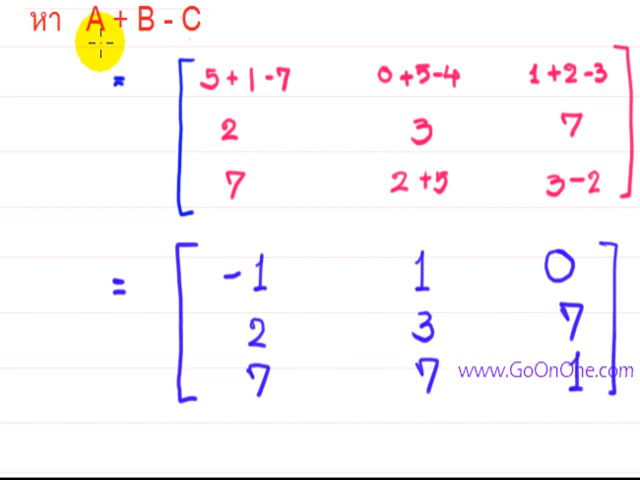 หา A + B - C
= 5+1-7 0+5-4 1+2-3
2 3 7
7 2+5 3-2
= -1 1 0
2 3 7
7 7 1
www.GoOnOne.com